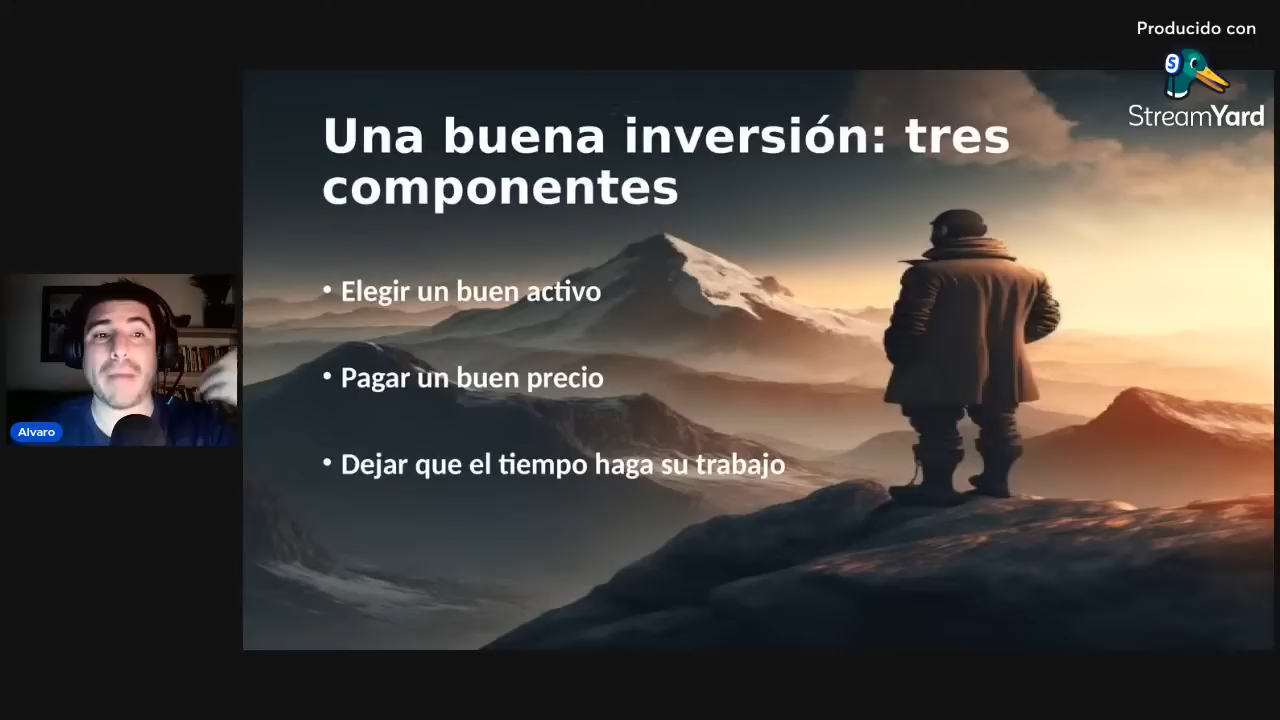 Producido con
S
StreamYard
Una buena inversión: tres
componentes
• Elegir un buen activo
• Pagar un buen precio
• Dejar que el tiempo haga su trabajo
Alvaro